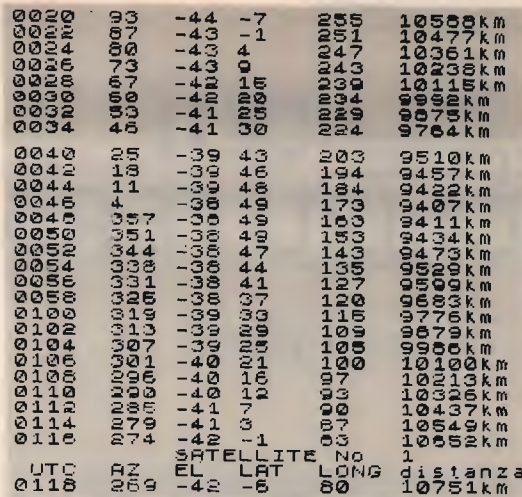 0020 93 -44 -7 255 10588km
0022 87 -43 -1 251 10477km
0024 80 -43 4 247 10361km
0026 73 -43 9 243 10238km
0028 67 -42 15 239 10115km
0030 60 -42 20 234 9992km
0032 53 -41 25 229 9875km
0034 46 -41 30 224 9764km
0040 25 -39 43 203 9510km
0042 18 -39 46 194 9457km
0044 11 -39 48 184 9422km
0046 4 -38 49 173 9407km
0048 357 -38 49 163 9411km
0050 351 -38 49 153 9434km
0052 344 -38 47 143 9473km
0054 338 -38 44 135 9529km
0056 331 -38 41 127 9599km
0058 325 -38 37 120 9683km
0100 319 -39 33 115 9776km
0102 313 -39 29 109 9879km
0104 307 -39 25 105 9986km
0106 301 -40 21 100 10100km
0108 296 -40 16 97 10213km
0110 290 -40 12 93 10326km
0112 285 -41 7 90 10437km
0114 279 -41 3 87 10549km
0116 274 -42 -1 83 10652km
SATELLITE No 1
UTC AZ EL LAT LONG distanza
0118 269 -42 -6 80 10751km